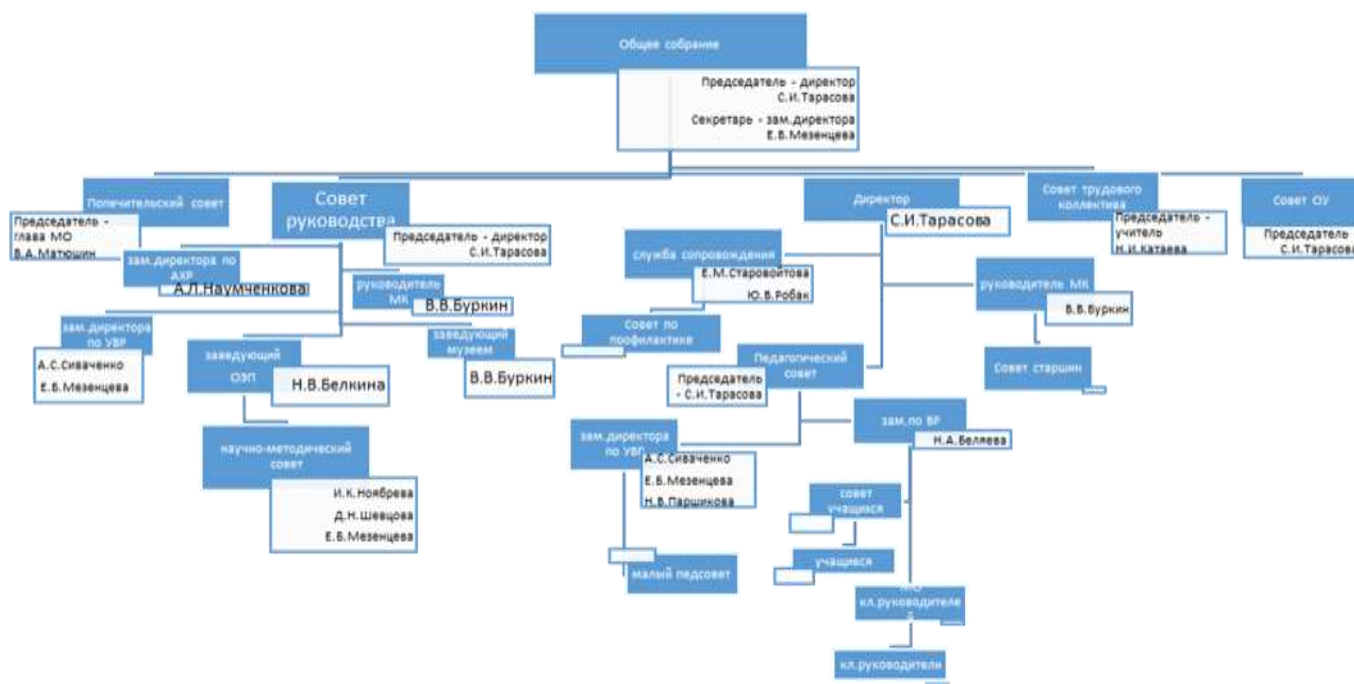 Общее собрание
Председатель - директор
С.И.Тарасова
Секретарь - зам.директора
Е.Б.Мезенцева
Попечительский совет
Председатель -
глава МО
В.А.Матюшин
Совет
руководства
Председатель - директор
С.И.Тарасова
Директор
С.И.Тарасова
Совет трудового
коллектива
Председатель -
учитель
Н.И.Катаева
Совет ОУ
Председатель
С.И.Тарасова
зам.директора по
АХР
А.Л.Наумченкова
руководитель
МК
В.В.Буркин
зам.директора
по УВР
А.С.Сиваченко
Е.Б.Мезенцева
заведующий
ОЭП
Н.В.Белкина
заведующий
музеем
В.В.Буркин
научно-методический
совет
И.К.Ноябрева
Д.Н.Шевцова
Е.Б.Мезенцева
служба сопровождения
Е.М.Старовойтова
Ю.В.Робак
Совет по
профилактике
руководитель МК
В.В.Буркин
Совет старшин
Педагогический
совет
Председатель
- С.И.Тарасова
зам.директора
по УВР
А.С.Сиваченко
Е.Б.Мезенцева
Н.В.Паршикова
малый педсовет
зам.по ВР
Н.А.Беляева
совет
учащихся
учащиеся
МО
кл.руководителе
й
кл.руководители